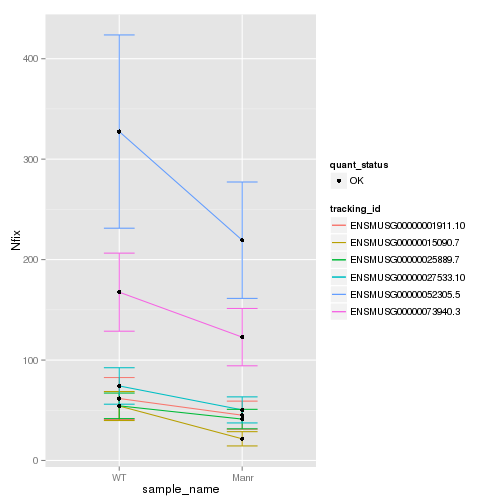 Nfix
400
300
200
100
0
WT
Manr
sample_name
quant_status
OK
tracking_id
ENSMUSG00000001911.10
ENSMUSG00000015090.7
ENSMUSG00000025889.7
ENSMUSG00000027533.10
ENSMUSG00000052305.5
ENSMUSG00000073940.3